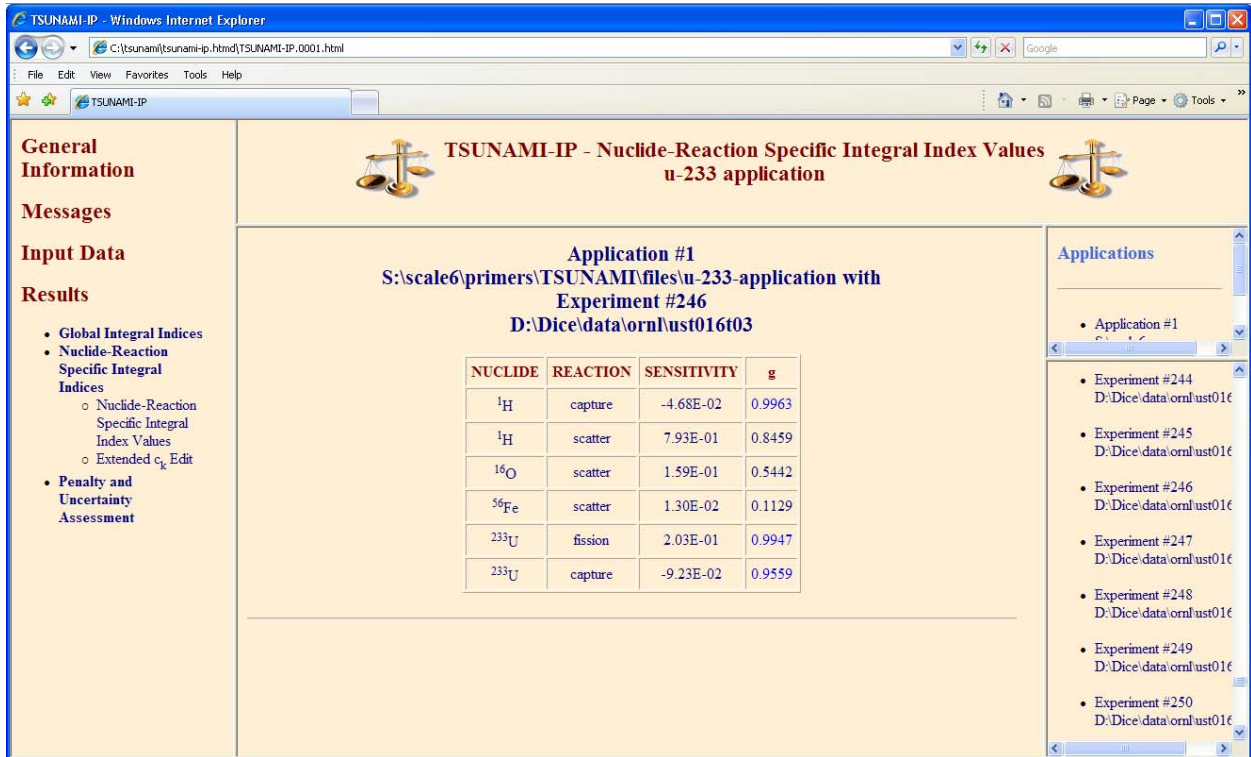 TSUNAMI-IP - Windows Internet Explorer
C:\tsunami\tsunami-ip.htmd\TSUNAMI-IP.0001.html
Google
File Edit View Favorites Tools Help
TSUNAMI-IP
Page Tools
General
Information
Messages
Input Data
Results
• Global Integral Indices
• Nuclide-Reaction
Specific Integral
Indices
○ Nuclide-Reaction
Specific Integral
Index Values
○ Extended ck Edit
• Penalty and
Uncertainty
Assessment
TSUNAMI-IP - Nuclide-Reaction Specific Integral Index Values
u-233 application
Application #1
S:\scale6\primers\TSUNAMI\files\u-233-application with
Experiment #246
D:\Dice\data\ornl\ust016t03
NUCLIDE REACTION SENSITIVITY g
1H capture -4.68E-02 0.9963
1H scatter 7.93E-01 0.8459
16O scatter 1.59E-01 0.5442
56Fe scatter 1.30E-02 0.1129
233U fission 2.03E-01 0.9947
233U capture -9.23E-02 0.9559
Applications
• Application #1
• Experiment #244
D:\Dice\data\ornl\ust016
• Experiment #245
D:\Dice\data\ornl\ust016
• Experiment #246
D:\Dice\data\ornl\ust016
• Experiment #247
D:\Dice\data\ornl\ust016
• Experiment #248
D:\Dice\data\ornl\ust016
• Experiment #249
D:\Dice\data\ornl\ust016
• Experiment #250
D:\Dice\data\ornl\ust016